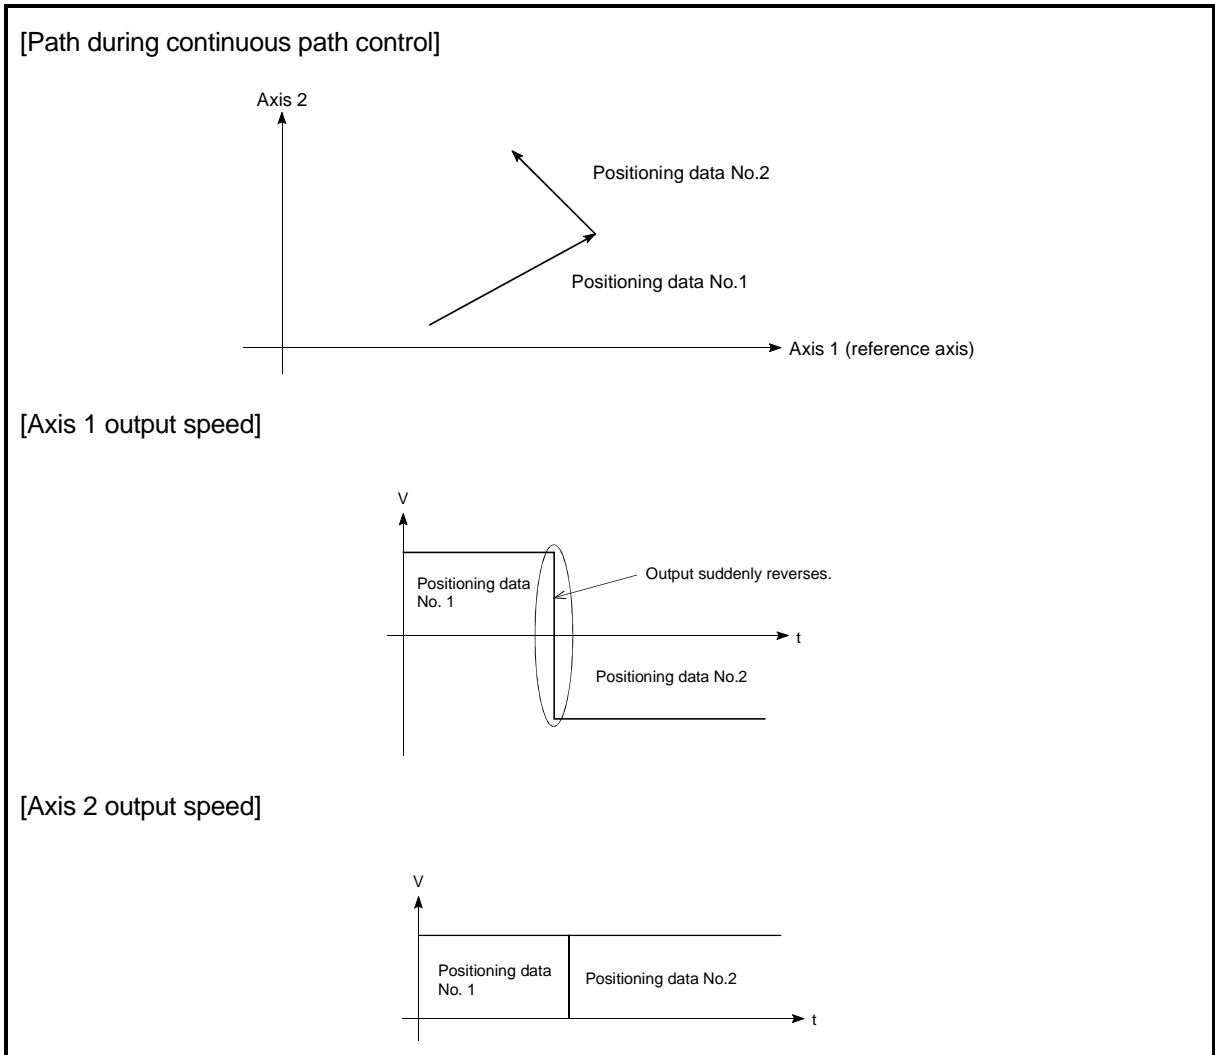 [Path during continuous path control]
Axis 2
Positioning data No.2
Positioning data No.1
Axis 1 (reference axis)
[Axis 1 output speed]
V
Output suddenly reverses.
Positioning data
No. 1
t
Positioning data No.2
[Axis 2 output speed]
V
Positioning data
No. 1
Positioning data No.2
t